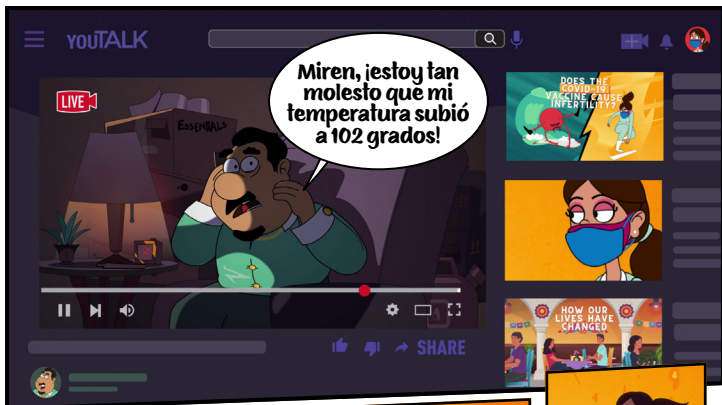 youTALK
Miren, ¡estoy tan
molesto que mi
temperatura subió
a 102 grados!
LIVE
ESSENTIALS
SHARE
DOES THE
COVID-19
VACCINE CAUSE
INFERTILITY?
HOW OUR
LIVES HAVE
CHANGED